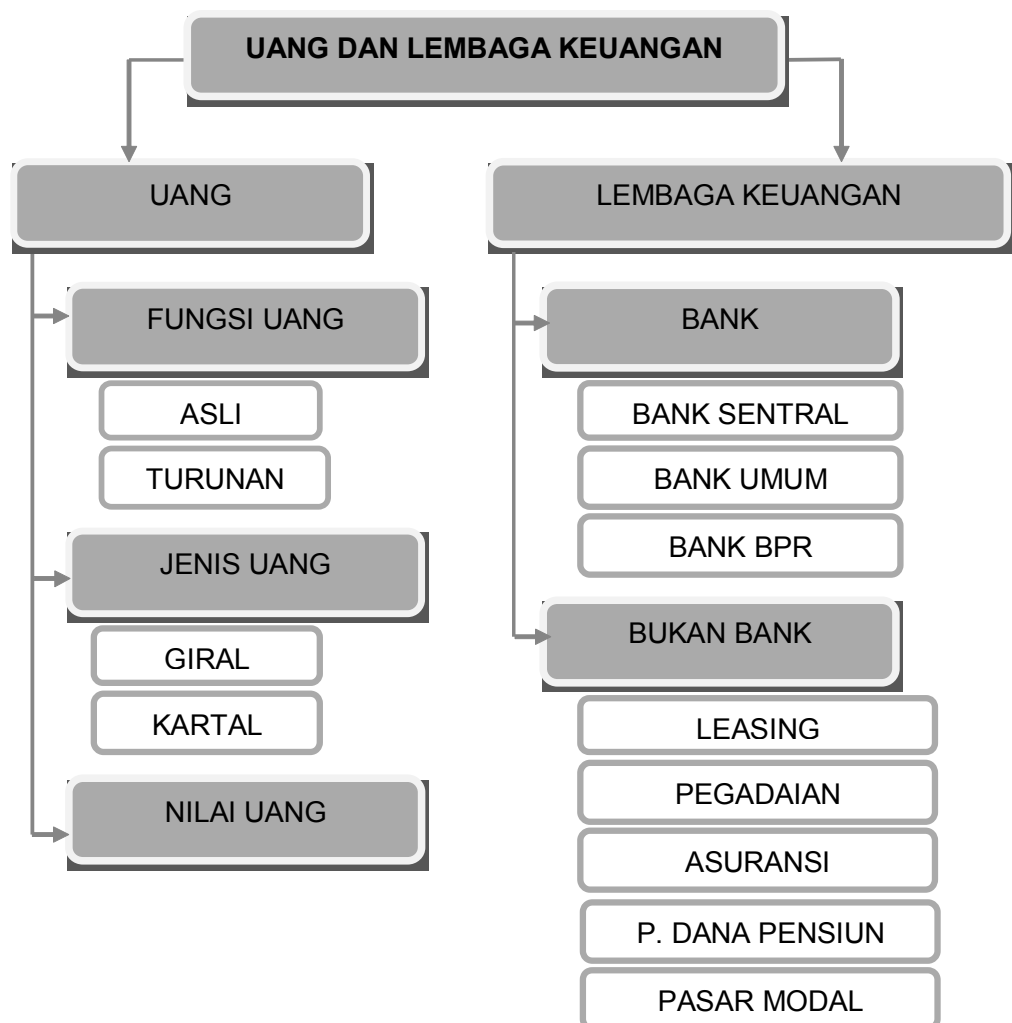 UANG DAN LEMBAGA KEUANGAN
UANG
FUNGSI UANG
ASLI
TURUNAN
JENIS UANG
GIRAL
KARTAL
NILAI UANG
LEMBAGA KEUANGAN
BANK
BANK SENTRAL
BANK UMUM
BANK BPR
BUKAN BANK
LEASING
PEGADAIAN
ASURANSI
P. DANA PENSIUN
PASAR MODAL